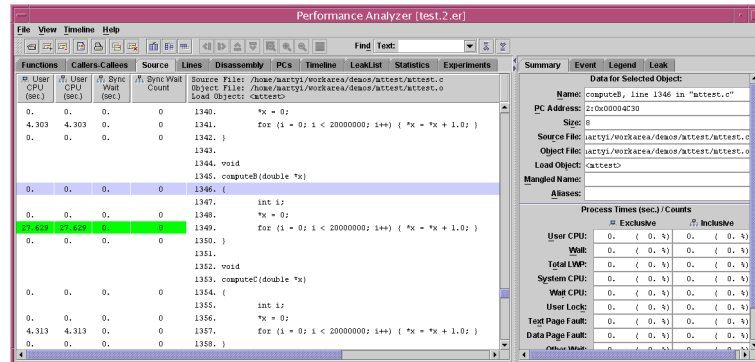 Performance Analyzer [test.2.er]
File View Timeline Help
Find Text:
Functions Callers-Callees Source Lines Disassembly PCs Timeline LeakList Statistics Experiments
User CPU (sec.) User CPU (sec.) Sync Wait (sec.) Sync Wait Count
Source File: /home/martyi/workarea/demos/mttest/mttest.c
Object File: /home/martyi/workarea/demos/mttest/mttest.o
Load Object: <mttest>
0. 0. 0. 0 1340. *x = 0;
4.303 4.303 0. 0 1341. for (i = 0; i < 20000000; i++) { *x = *x + 1.0; }
0. 0. 0. 0 1342. }
1343.
1344. void
1345. computeB(double *x)
0. 0. 0. 0 1346. {
1347. int i;
0. 0. 0. 0 1348. *x = 0;
27.629 27.629 0. 0 1349. for (i = 0; i < 20000000; i++) { *x = *x + 1.0; }
0. 0. 0. 0 1350. }
1351.
1352. void
1353. computeC(double *x)
0. 0. 0. 0 1354. {
1355. int i;
0. 0. 0. 0 1356. *x = 0;
4.313 4.313 0. 0 1357. for (i = 0; i < 20000000; i++) { *x = *x + 1.0; }
0. 0. 0. 0 1358. }
Summary Event Legend Leak
Data for Selected Object:
Name: computeB, line 1346 in "mttest.c"
PC Address: 2:0x00004C30
Size: 8
Source File: artyi/workarea/demos/mttest/mttest.c
Object File: artyi/workarea/demos/mttest/mttest.o
Load Object: <mttest>
Mangled Name:
Aliases:
Process Times (sec.) / Counts
Exclusive Inclusive
User CPU: 0. ( 0. %) 0. ( 0. %)
Wall: 0. ( 0. %) 0. ( 0. %)
Total LWP: 0. ( 0. %) 0. ( 0. %)
System CPU: 0. ( 0. %) 0. ( 0. %)
Wait CPU: 0. ( 0. %) 0. ( 0. %)
User Lock: 0. ( 0. %) 0. ( 0. %)
Text Page Fault: 0. ( 0. %) 0. ( 0. %)
Data Page Fault: 0. ( 0. %) 0. ( 0. %)
Other Wait: 0. ( 0. %) 0. ( 0. %)